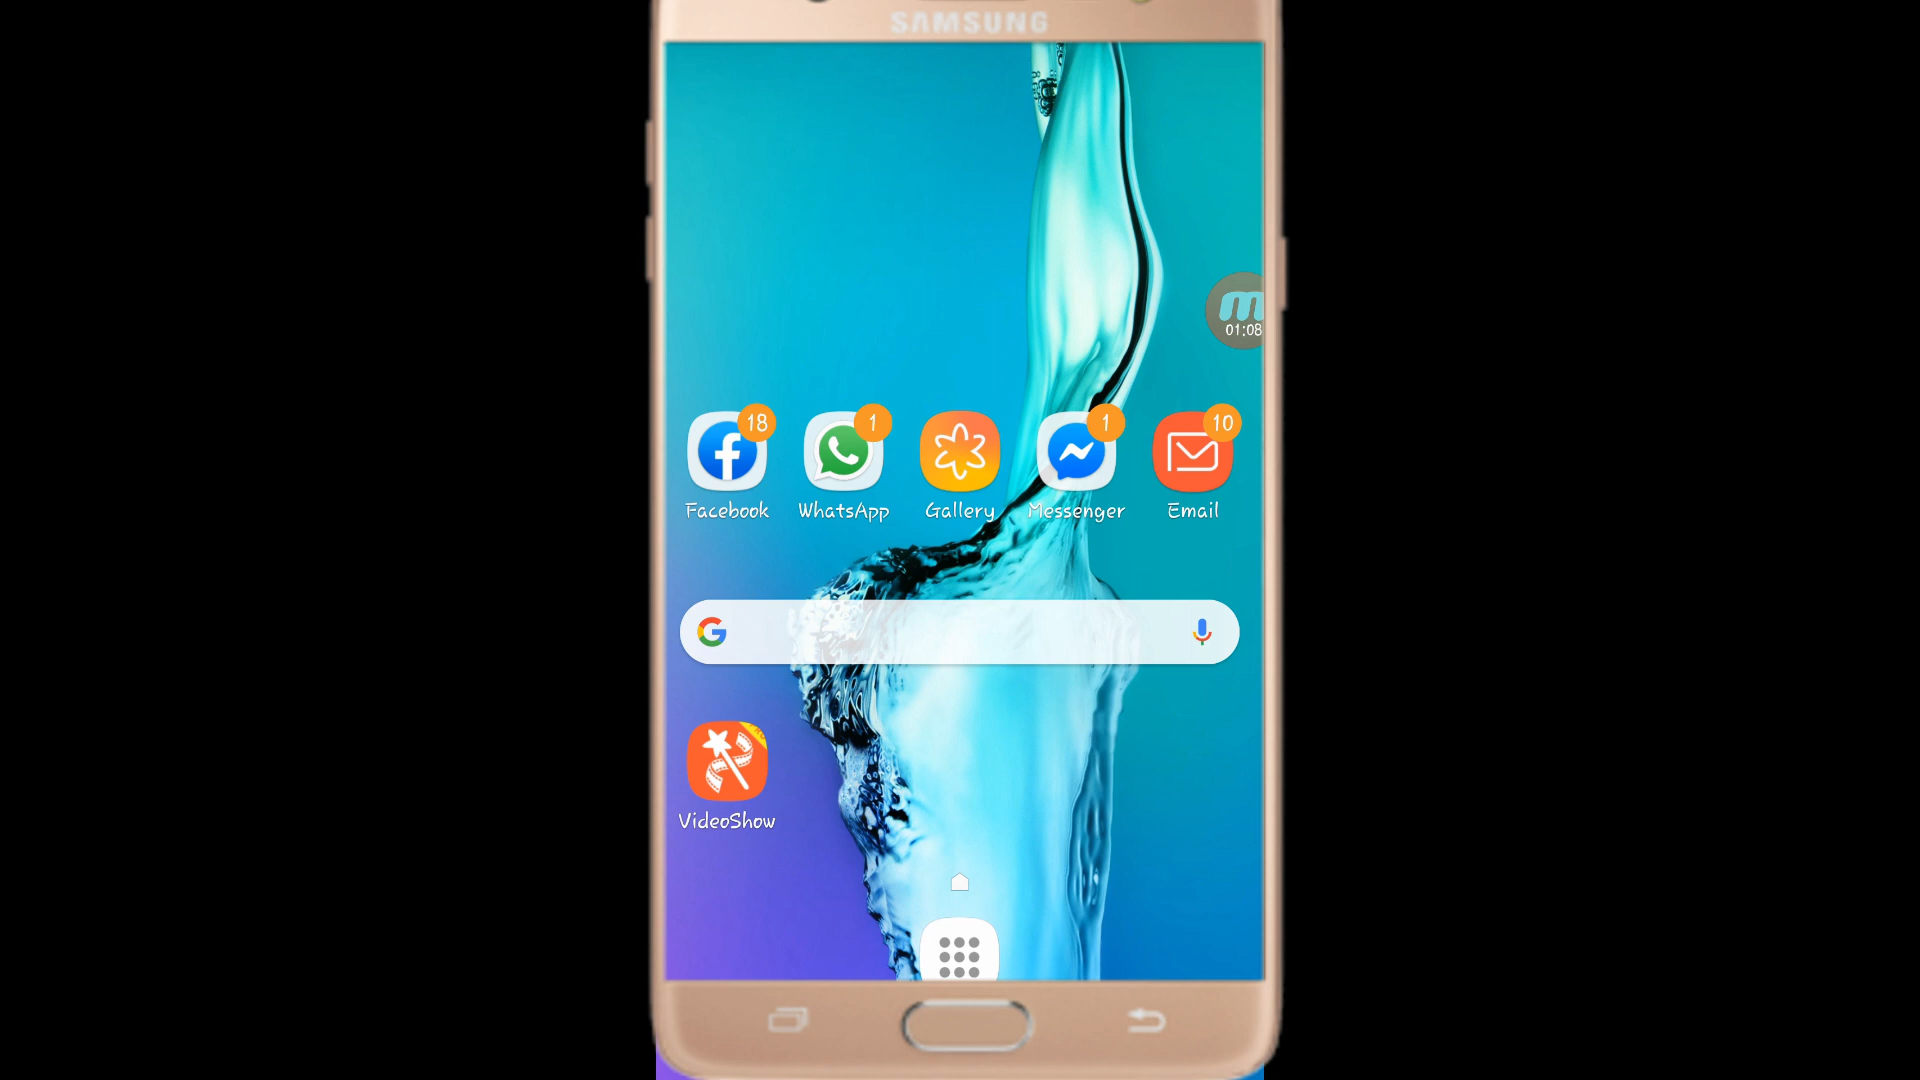 SAMSUNG
01:08
18
1
1
10
Facebook
WhatsApp
Gallery
Messenger
Email
VideoShow